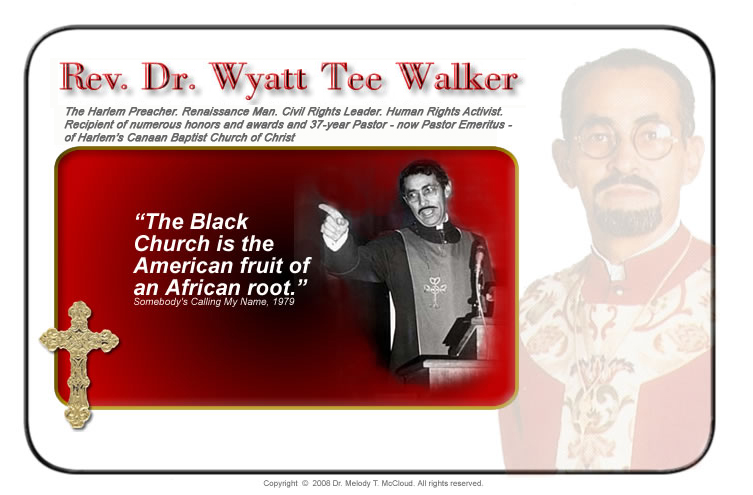 Rev. Dr. Wyatt Tee Walker
The Harlem Preacher. Renaissance Man. Civil Rights Leader. Human Rights Activist.
Recipient of numerous honors and awards and 37-year Pastor - now Pastor Emeritus -
of Harlem's Canaan Baptist Church of Christ
“The Black
Church is the
American fruit of
an African root.”
Somebody's Calling My Name, 1979
Copyright © 2008 Dr. Melody T. McCloud. All rights reserved.